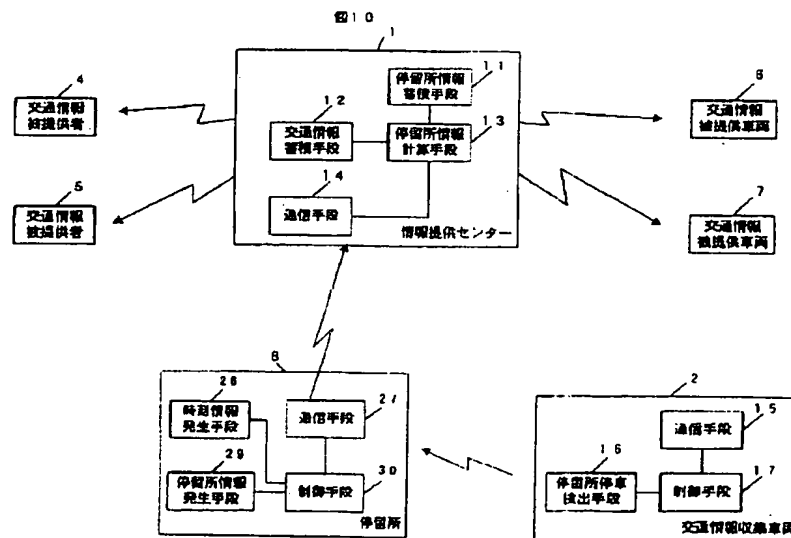 図10
1
4
交通情報
被提供者
5
交通情報
被提供者
11
停留所情報
蓄積手段
12
交通情報
蓄積手段
13
停留所情報
計算手段
14
通信手段
情報提供センター
6
交通情報
被提供車両
7
交通情報
被提供車両
8
28
時刻情報
発生手段
27
通信手段
29
停留所情報
発生手段
30
制御手段
停留所
2
15
通信手段
16
停留所停車
検出手段
17
制御手段
交通情報収集車両